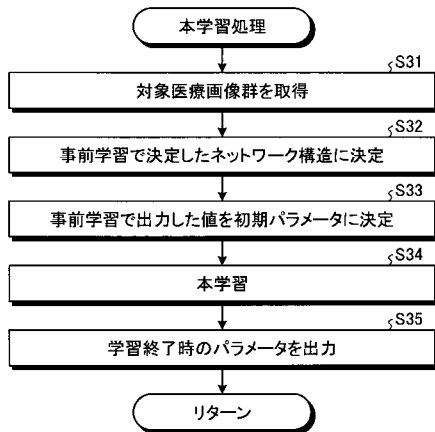 本学習処理
S31
対象医療画像群を取得
S32
事前学習で決定したネットワーク構造に決定
S33
事前学習で出力した値を初期パラメータに決定
S34
本学習
S35
学習終了時のパラメータを出力
リターン